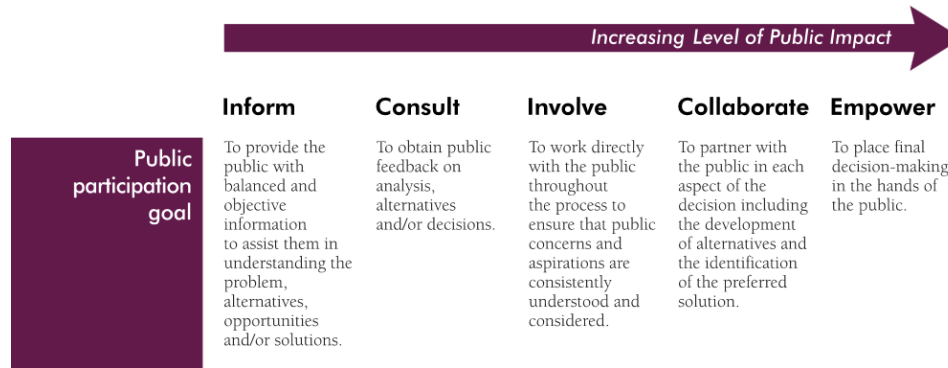 Increasing Level of Public Impact
Inform
Consult
Involve
Collaborate
Empower
Public
participation
goal
To provide the
public with
balanced and
objective
information
to assist them in
understanding the
problem,
alternatives,
opportunities
and/or solutions.
To obtain public
feedback on
analysis,
alternatives
and/or decisions.
To work directly
with the public
throughout
the process to
ensure that public
concerns and
aspirations are
consistently
understood and
considered.
To partner with
the public in each
aspect of the
decision including
the development
of alternatives and
the identification
of the preferred
solution.
To place final
decision-making
in the hands of
the public.